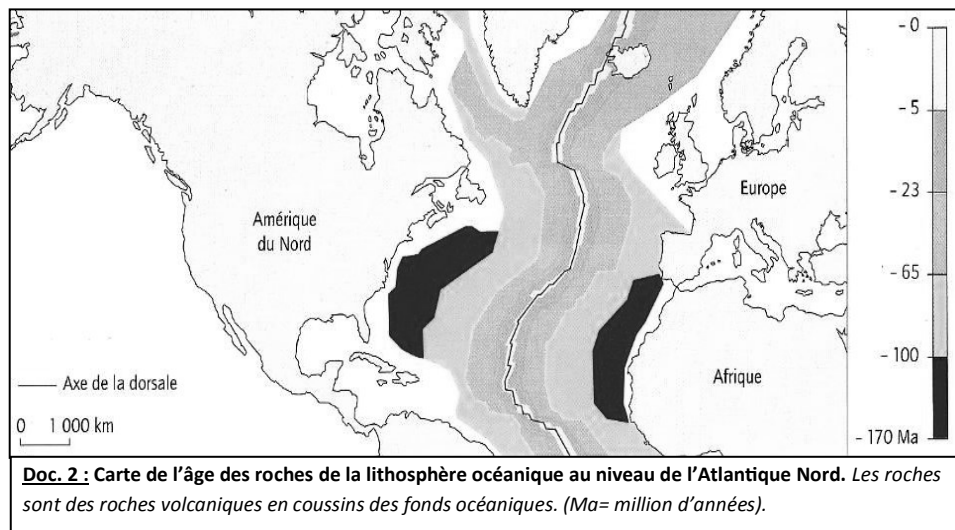 Amérique
du Nord
Europe
Afrique
Axe de la dorsale
0 1 000 km
- 0
- 5
- 23
- 65
- 100
- 170 Ma
Doc. 2 : Carte de l'âge des roches de la lithosphère océanique au niveau de l'Atlantique Nord. Les roches
sont des roches volcaniques en coussins des fonds océaniques. (Ma= million d'années).